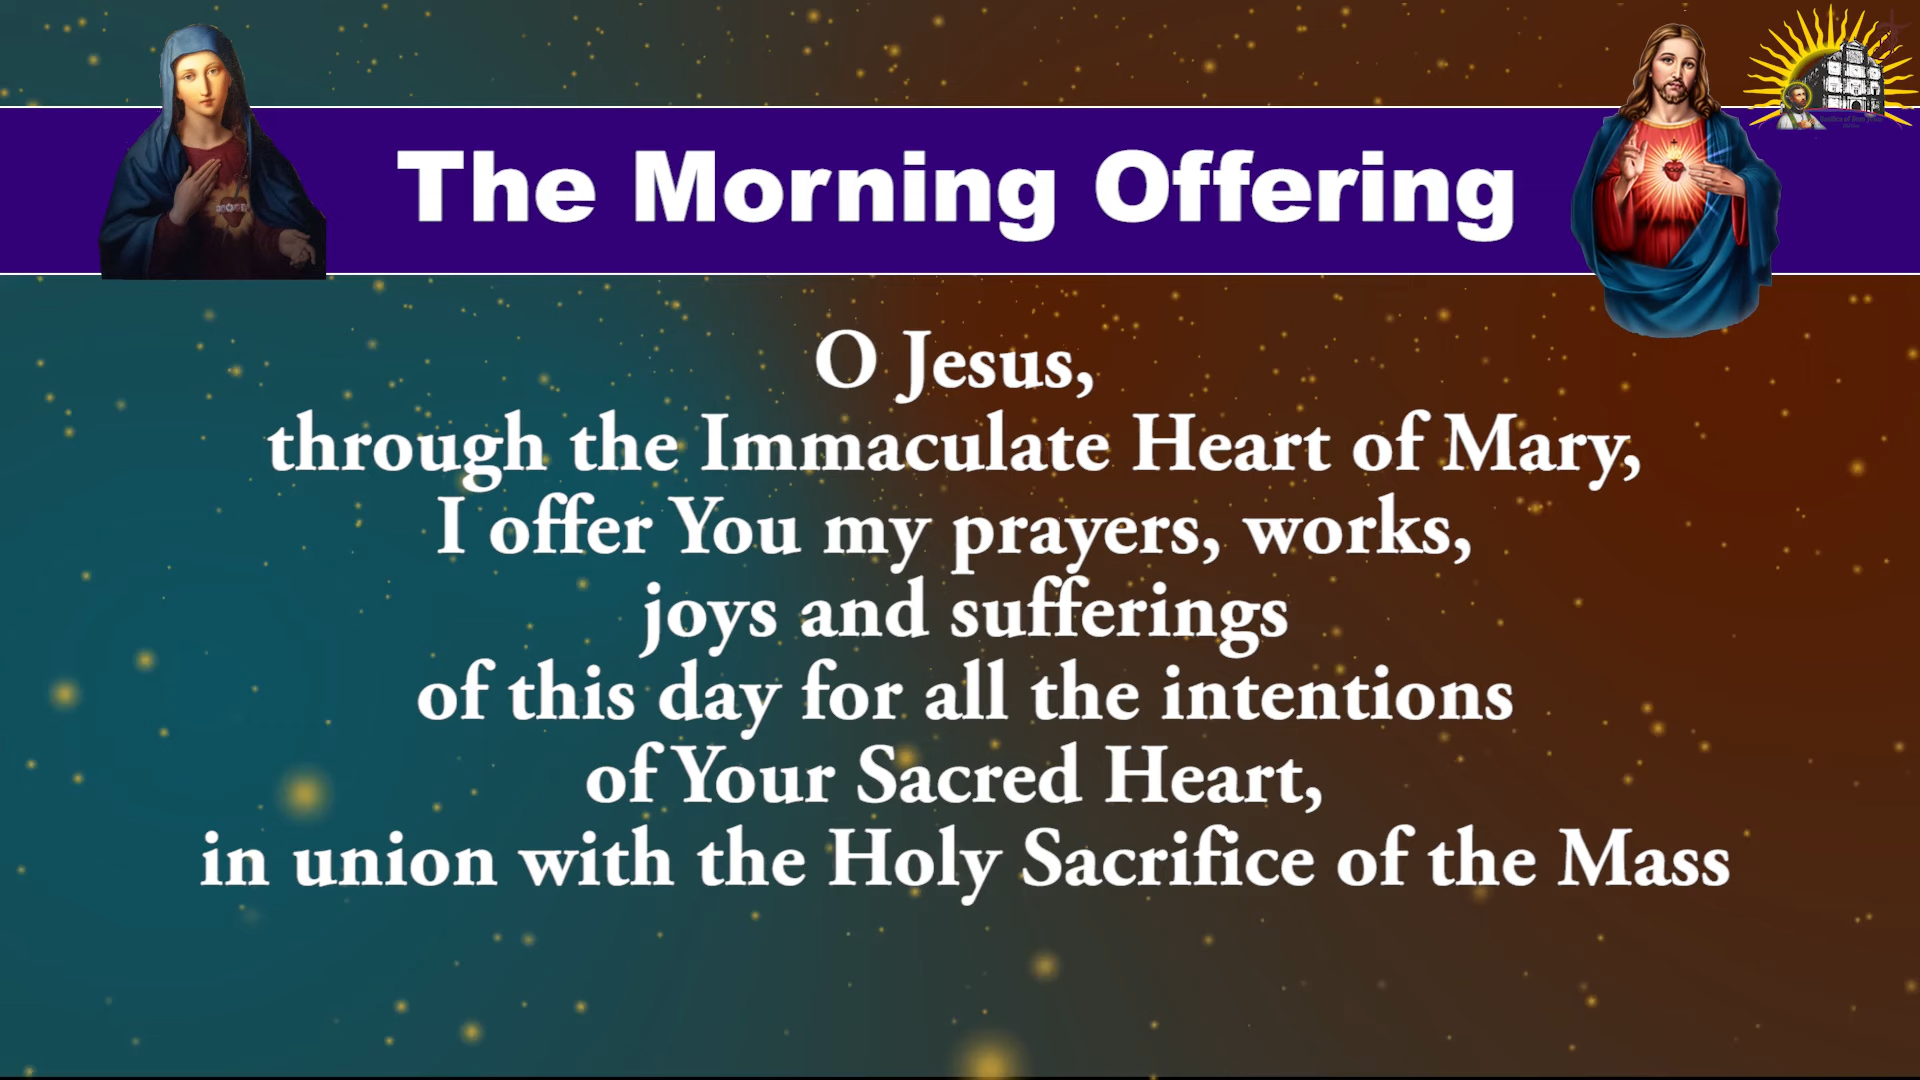 The Morning Offering
O Jesus,
through the Immaculate Heart of Mary,
I offer You my prayers, works,
joys and sufferings
of this day for all the intentions
of Your Sacred Heart,
in union with the Holy Sacrifice of the Mass